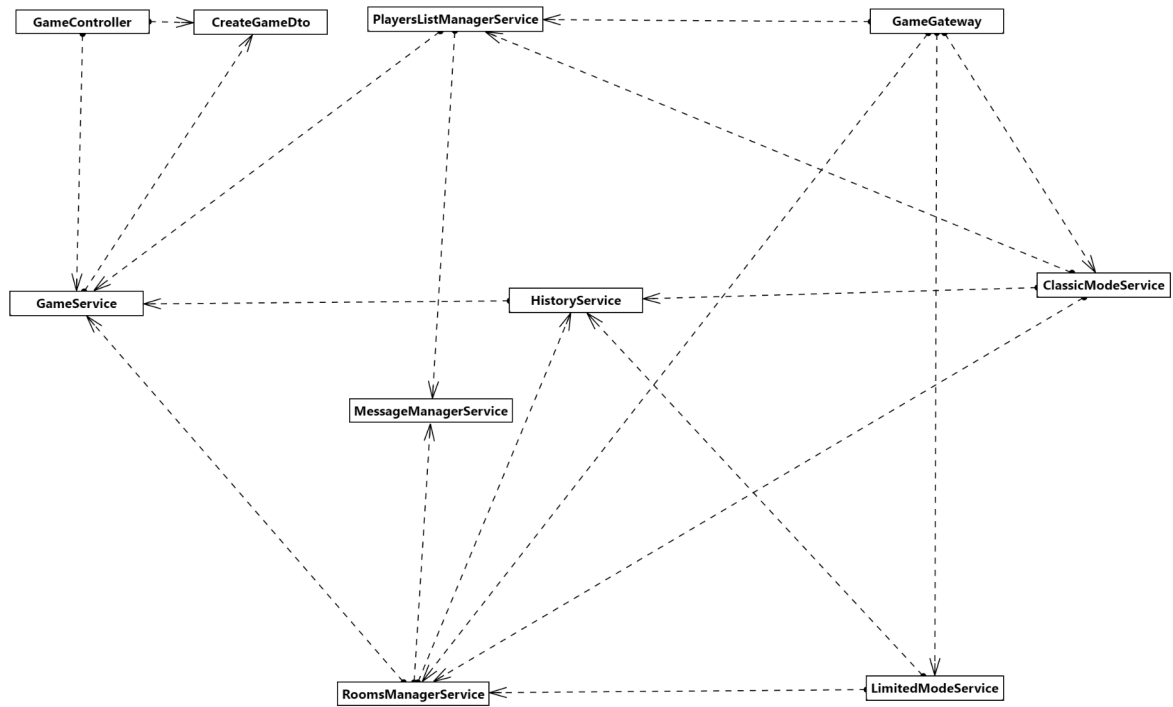 GameController
CreateGameDto
PlayersListManagerService
GameGateway
GameService
HistoryService
ClassicModeService
MessageManagerService
RoomsManagerService
LimitedModeService